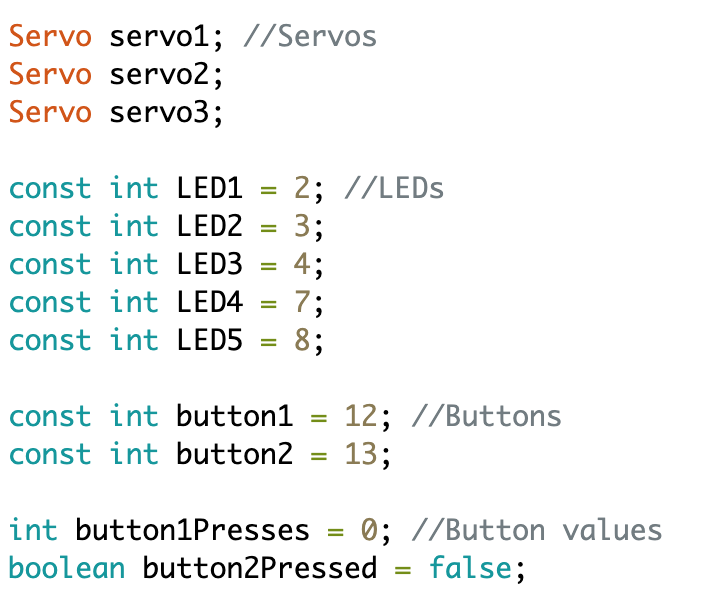 Servo servo1; //Servos
Servo servo2;
Servo servo3;
const int LED1 = 2; //LEDs
const int LED2 = 3;
const int LED3 = 4;
const int LED4 = 7;
const int LED5 = 8;
const int button1 = 12; //Buttons
const int button2 = 13;
int button1Presses = 0; //Button values
boolean button2Pressed = false;